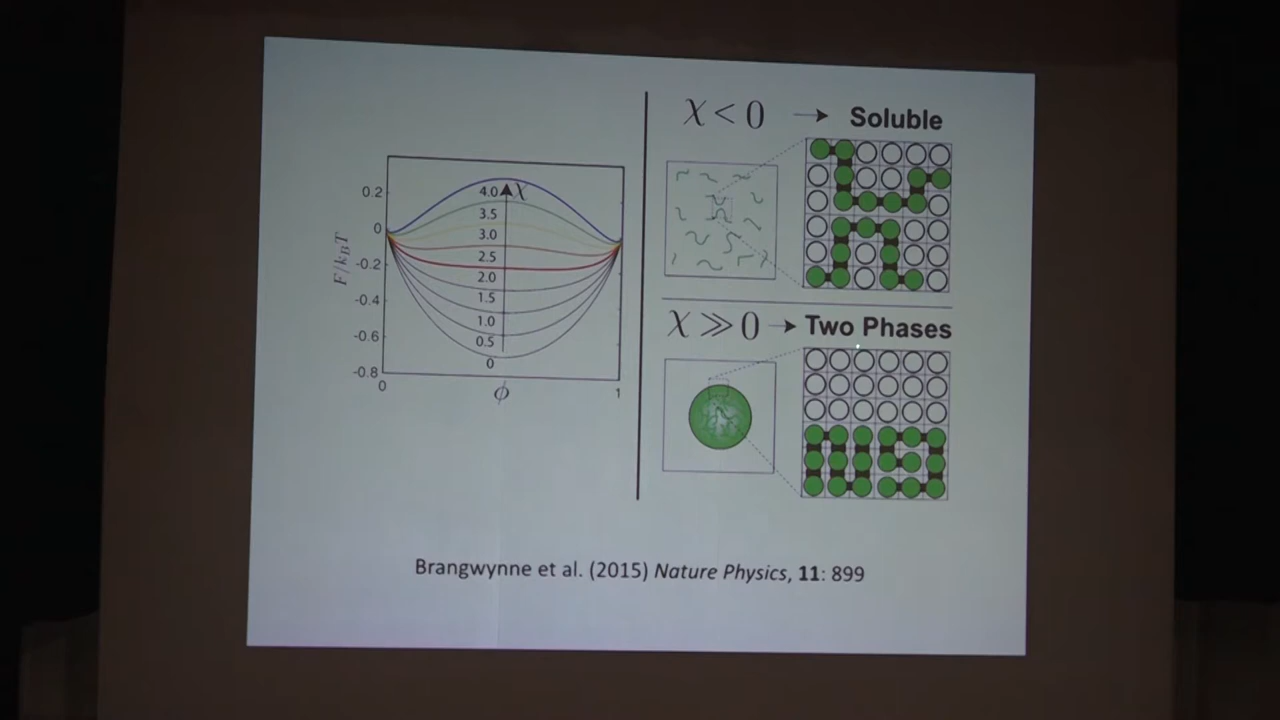 0.2
0
-0.2
-0.4
-0.6
-0.8
F/k_BT
4.0 χ
3.5
3.0
2.5
2.0
1.5
1.0
0.5
0
0 ϕ 1
χ < 0 → Soluble
χ ≫ 0 → Two Phases
Brangwynne et al. (2015) Nature Physics, 11: 899